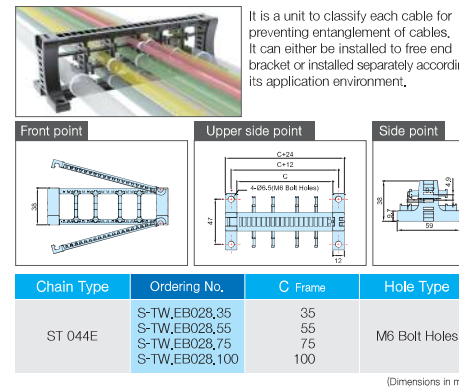 It is a unit to classify each cable for
preventing entanglement of cables.
It can either be installed to free end
bracket or installed separately
its application environment.
Front point
Upper side point
Side point
38
C+24
C+12
C
4-Ø6.5(M6 Bolt Holes)
47
12
38
4.9
59
Chain Type
Ordering No.
C Frame
Hole Type
ST 044E
S-TW.EB028.35
35
S-TW.EB028.55
55
S-TW.EB028.75
75
S-TW.EB028.100
100
M6 Bolt Holes
(Dimensions in